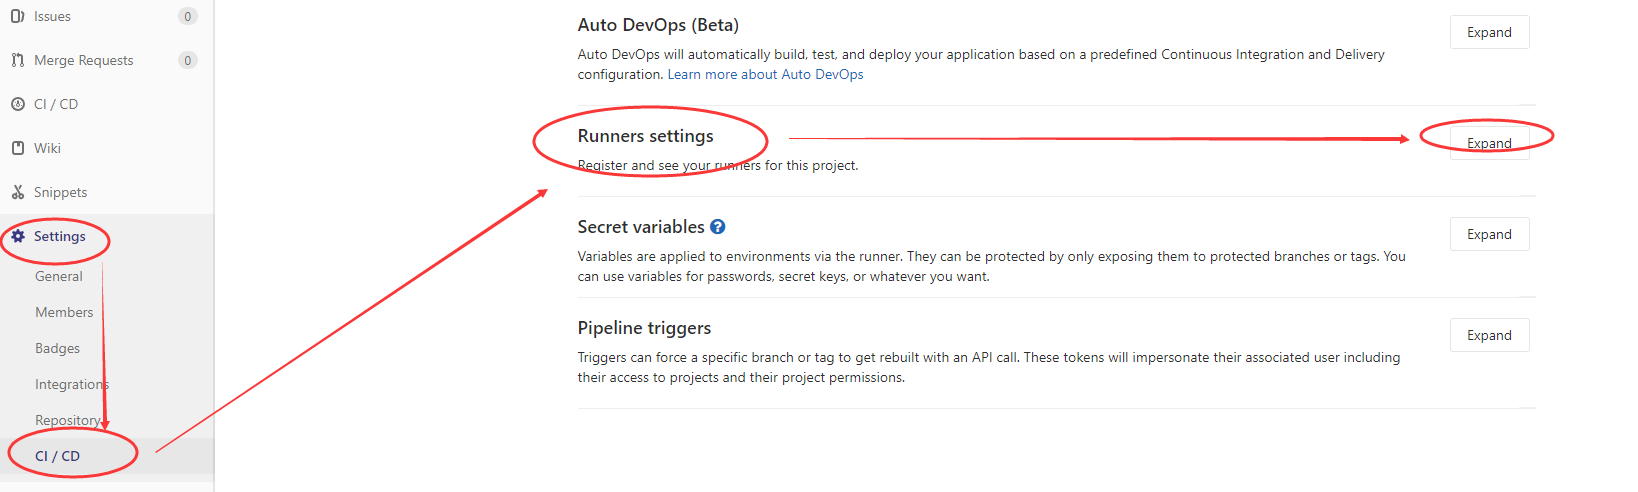 Issues 0
Merge Requests 0
CI / CD
Wiki
Snippets
Settings
General
Members
Badges
Integrations
Repository
CI / CD
Auto DevOps (Beta)
Expand
Auto DevOps will automatically build, test, and deploy your application based on a predefined Continuous Integration and Delivery
configuration. Learn more about Auto DevOps
Runners settings
Expand
Register and see your runners for this project.
Secret variables ?
Expand
Variables are applied to environments via the runner. They can be protected by only exposing them to protected branches or tags. You
can use variables for passwords, secret keys, or whatever you want.
Pipeline triggers
Expand
Triggers can force a specific branch or tag to get rebuilt with an API call. These tokens will impersonate their associated user including
their access to projects and their project permissions.